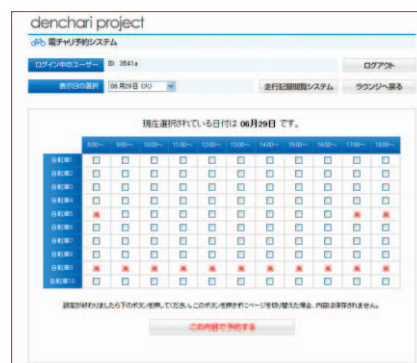 denchari project
電チャリ予約システム
ログイン中のユーザー ID 2841a ログアウト
表示日の選択 06月29日 (火) 走行記録閲覧システム ラウンジへ戻る
現在選択されている日付は 06月29日 です。
8:00～ 9:00～ 10:00～ 11:00～ 12:00～ 13:00～ 14:00～ 15:00～ 16:00～ 17:00～ 18:00～
自転車1
自転車2
自転車3
自転車4
自転車5
自転車6
自転車7
自転車8
自転車9
自転車10
設定が終わりましたら下のボタンを押してください。このボタンを押さずにページを切り替えた場合、内容は保存されません。
この内容で予約する